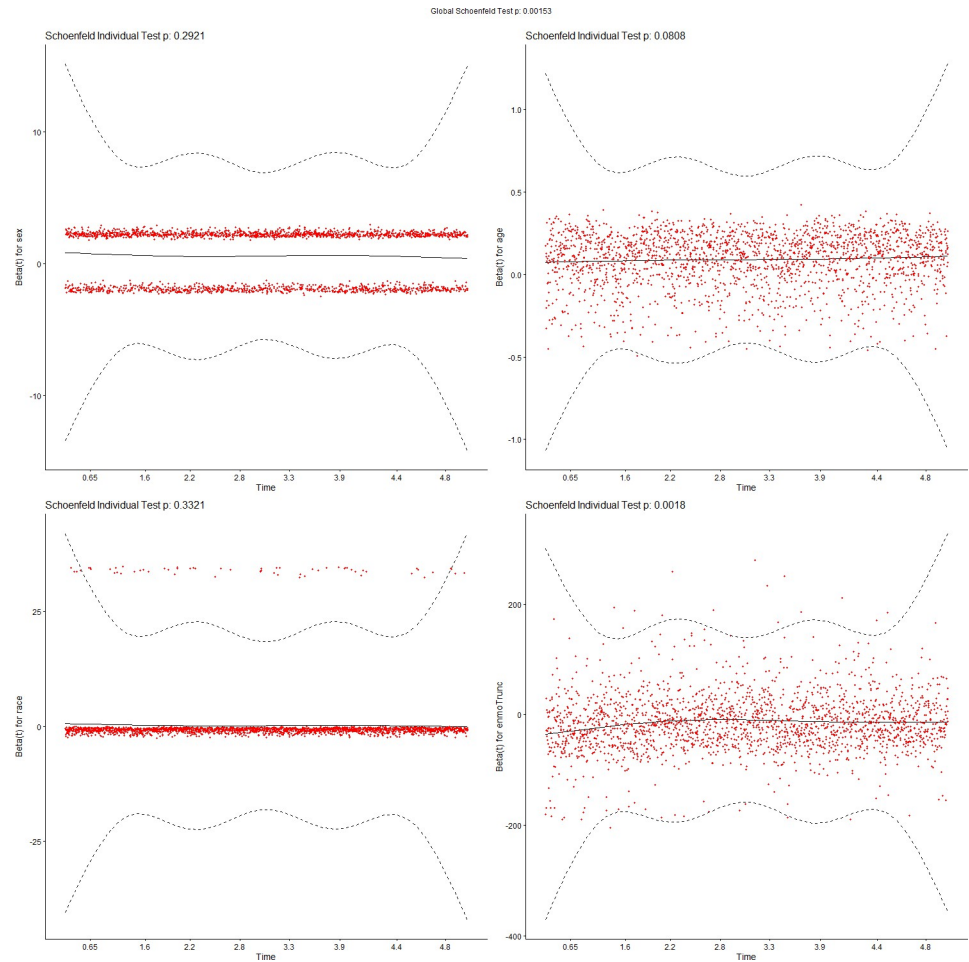 Global Schoenfeld Test p: 0.00153
Schoenfeld Individual Test p: 0.2921
Beta(t) for sex
10
0
-10
0.65 1.6 2.2 2.8 3.3 3.9 4.4 4.8
Time
Schoenfeld Individual Test p: 0.0808
Beta(t) for age
1.0
0.5
0.0
-0.5
-1.0
0.65 1.6 2.2 2.8 3.3 3.9 4.4 4.8
Time
Schoenfeld Individual Test p: 0.3321
Beta(t) for race
25
0
-25
0.65 1.6 2.2 2.8 3.3 3.9 4.4 4.8
Time
Schoenfeld Individual Test p: 0.0018
Beta(t) for enmoTrunc
200
0
-200
-400
0.65 1.6 2.2 2.8 3.3 3.9 4.4 4.8
Time